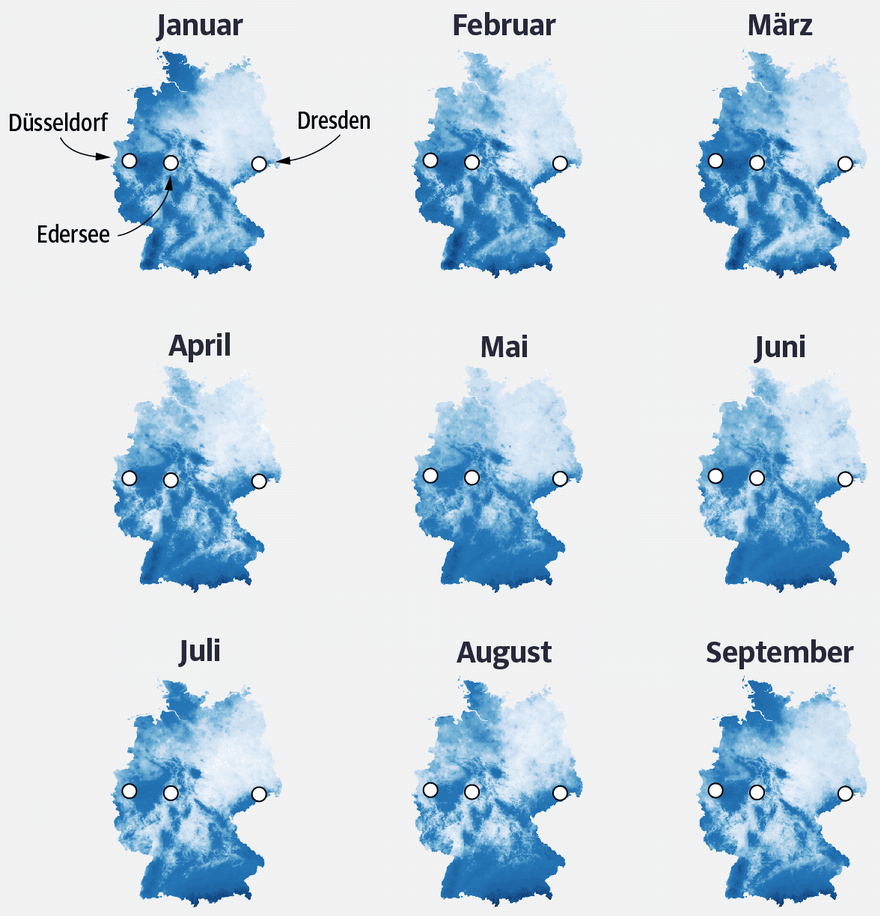 Januar
Februar
März
Düsseldorf
Dresden
Edersee
April
Mai
Juni
Juli
August
September